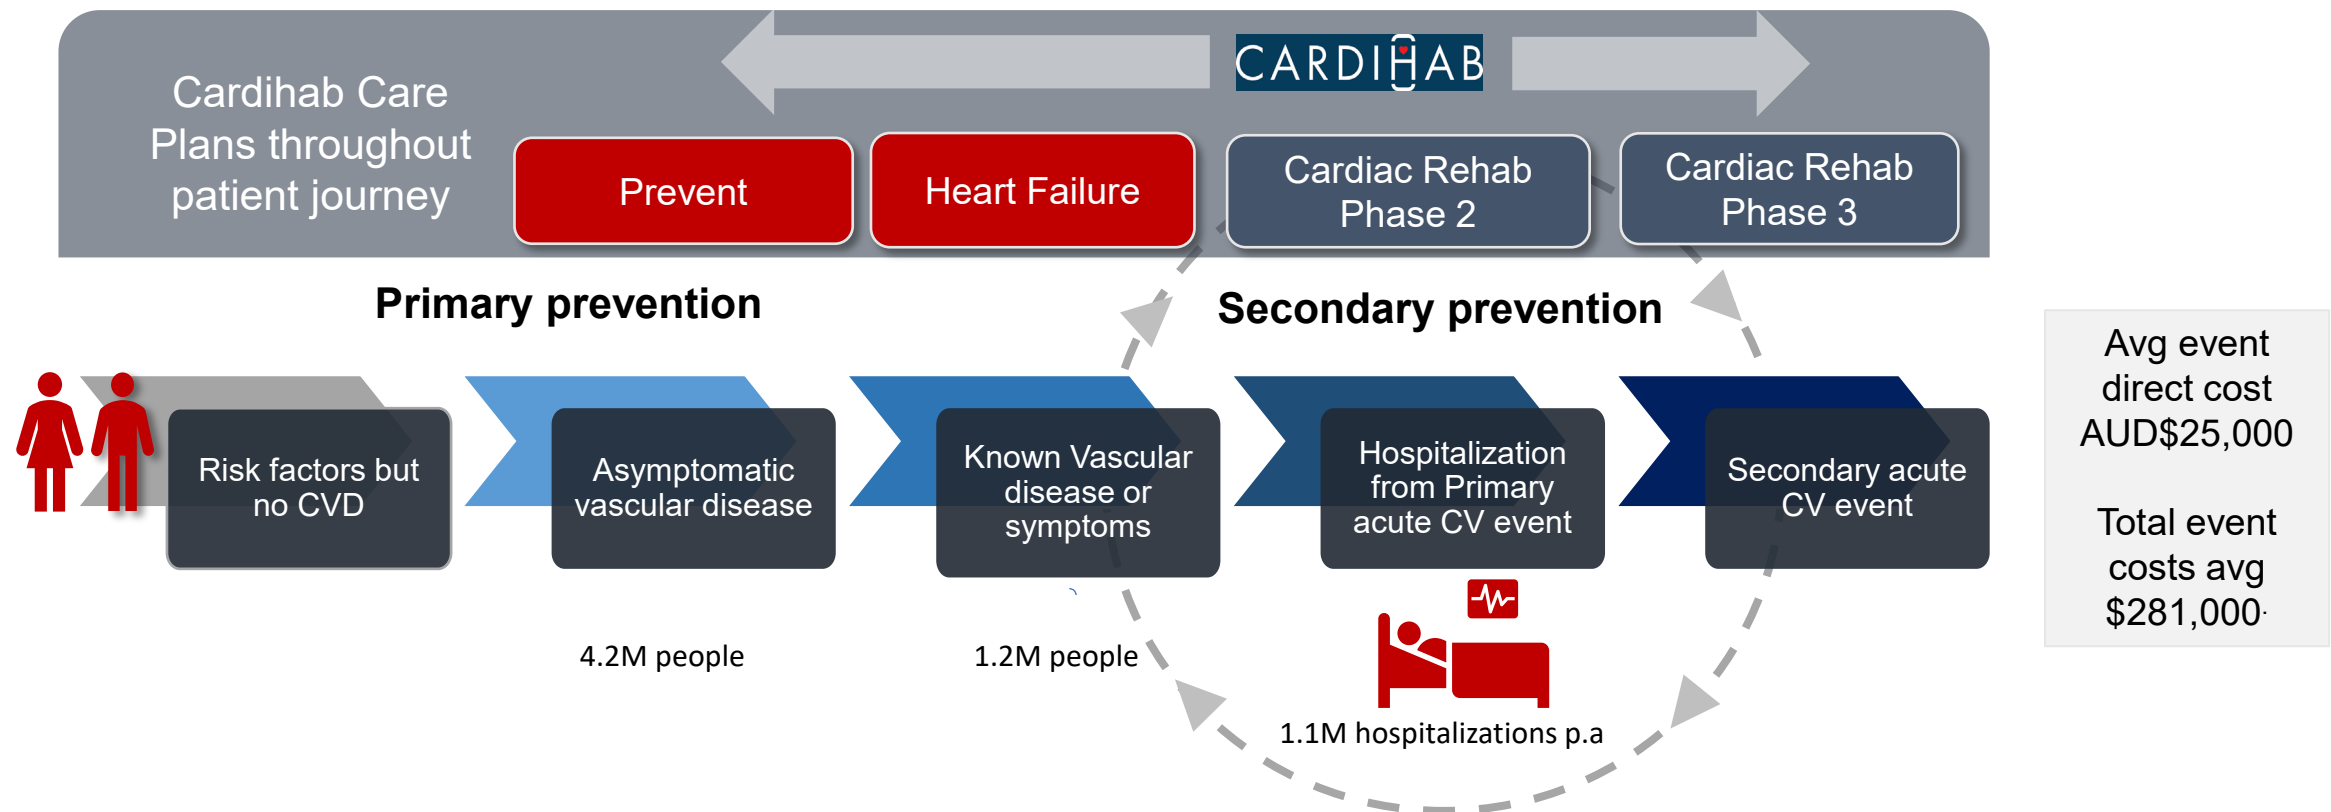 Cardihab Care
Plans throughout
patient journey
CARDIHAB
Prevent
Heart Failure
Cardiac Rehab
Phase 2
Cardiac Rehab
Phase 3
Primary prevention
Secondary prevention
Risk factors but
no CVD
Asymptomatic
vascular disease
Known Vascular
disease or
symptoms
Hospitalization
from Primary
acute CV event
Secondary acute
CV event
4.2M people
1.2M people
1.1M hospitalizations p.a
Avg event
direct cost
AUD$25,000
Total event
costs avg
$281,000.